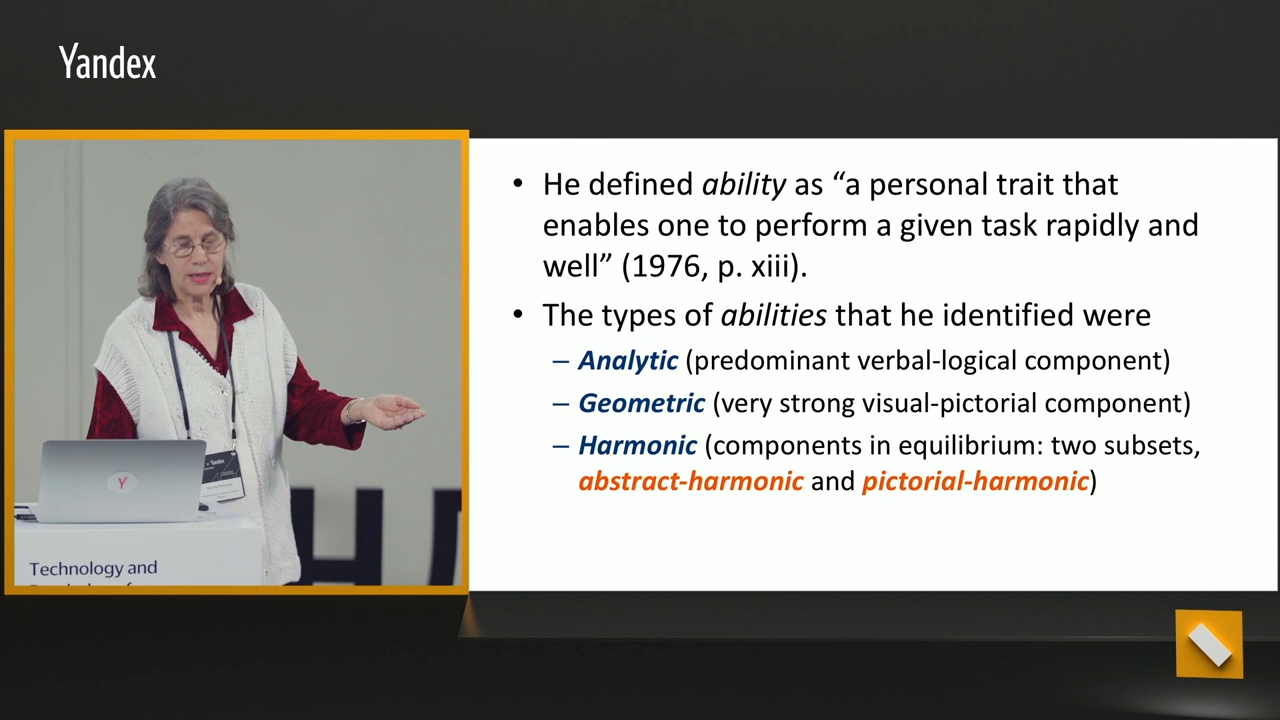 Yandex
• He defined ability as “a personal trait that
enables one to perform a given task rapidly and
well” (1976, p. xiii).
• The types of abilities that he identified were
– Analytic (predominant verbal-logical component)
– Geometric (very strong visual-pictorial component)
– Harmonic (components in equilibrium: two subsets,
abstract-harmonic and pictorial-harmonic)
Y
Yandex
Technology and